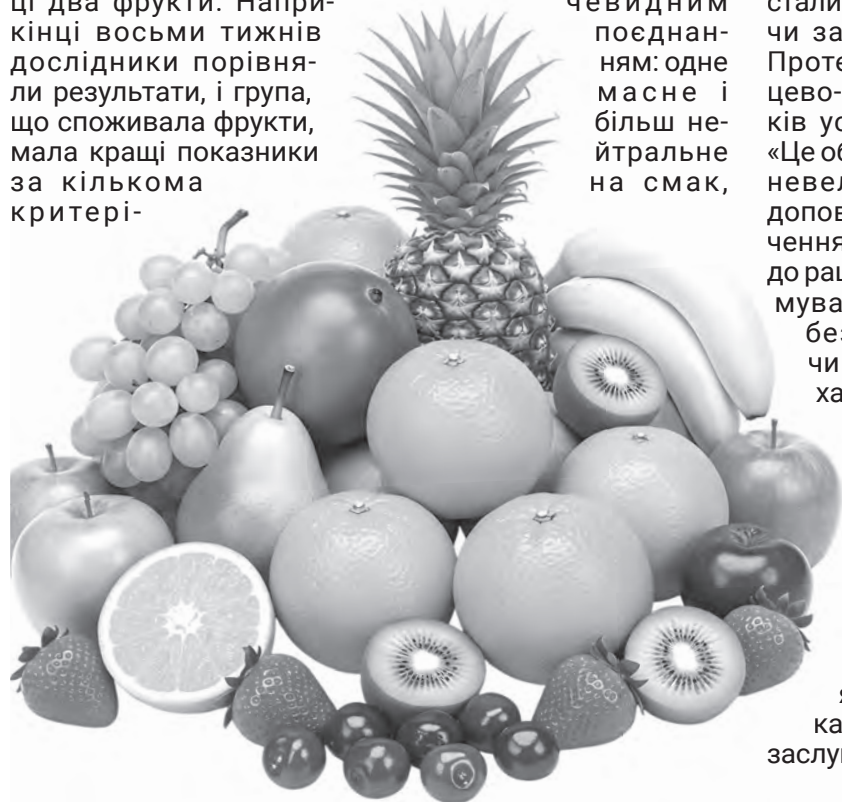 ці два фрукти. Напри-
кінці восьми тижнів
дослідники порівня-
ли результати, і група,
що споживала фрукти,
мала кращі показники
за кількома
критері-
чевидним
поєднан-
ням: одне
масне і
більш не-
йтральне
на смак,
стали
чи за
Проте
цево-
ків ус
«Це об
невел
допов
чення
до рац
мува
без
чи
ха
ка
заслу